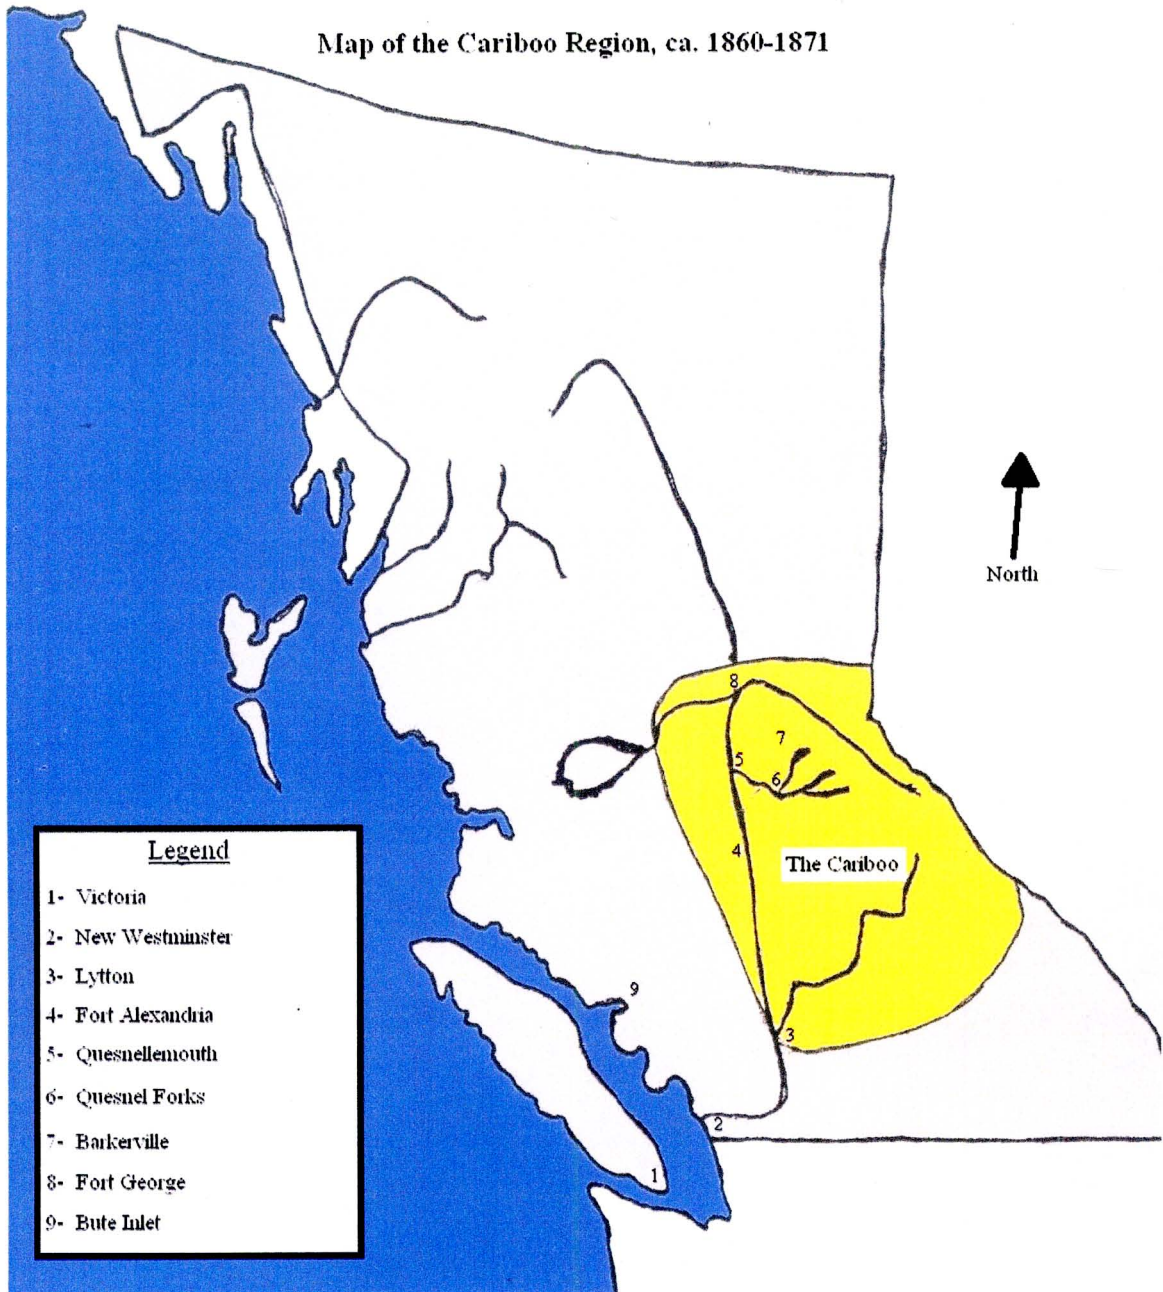 Map of the Cariboo Region, ca. 1860-1871
North
8
7
5
6
4
The Cariboo
9
3
2
1
Legend
1- Victoria
2- New Westminster
3- Lytton
4- Fort Alexandria
5- Quesnellemouth
6- Quesnel Forks
7- Barkerville
8- Fort George
9- Bute Inlet